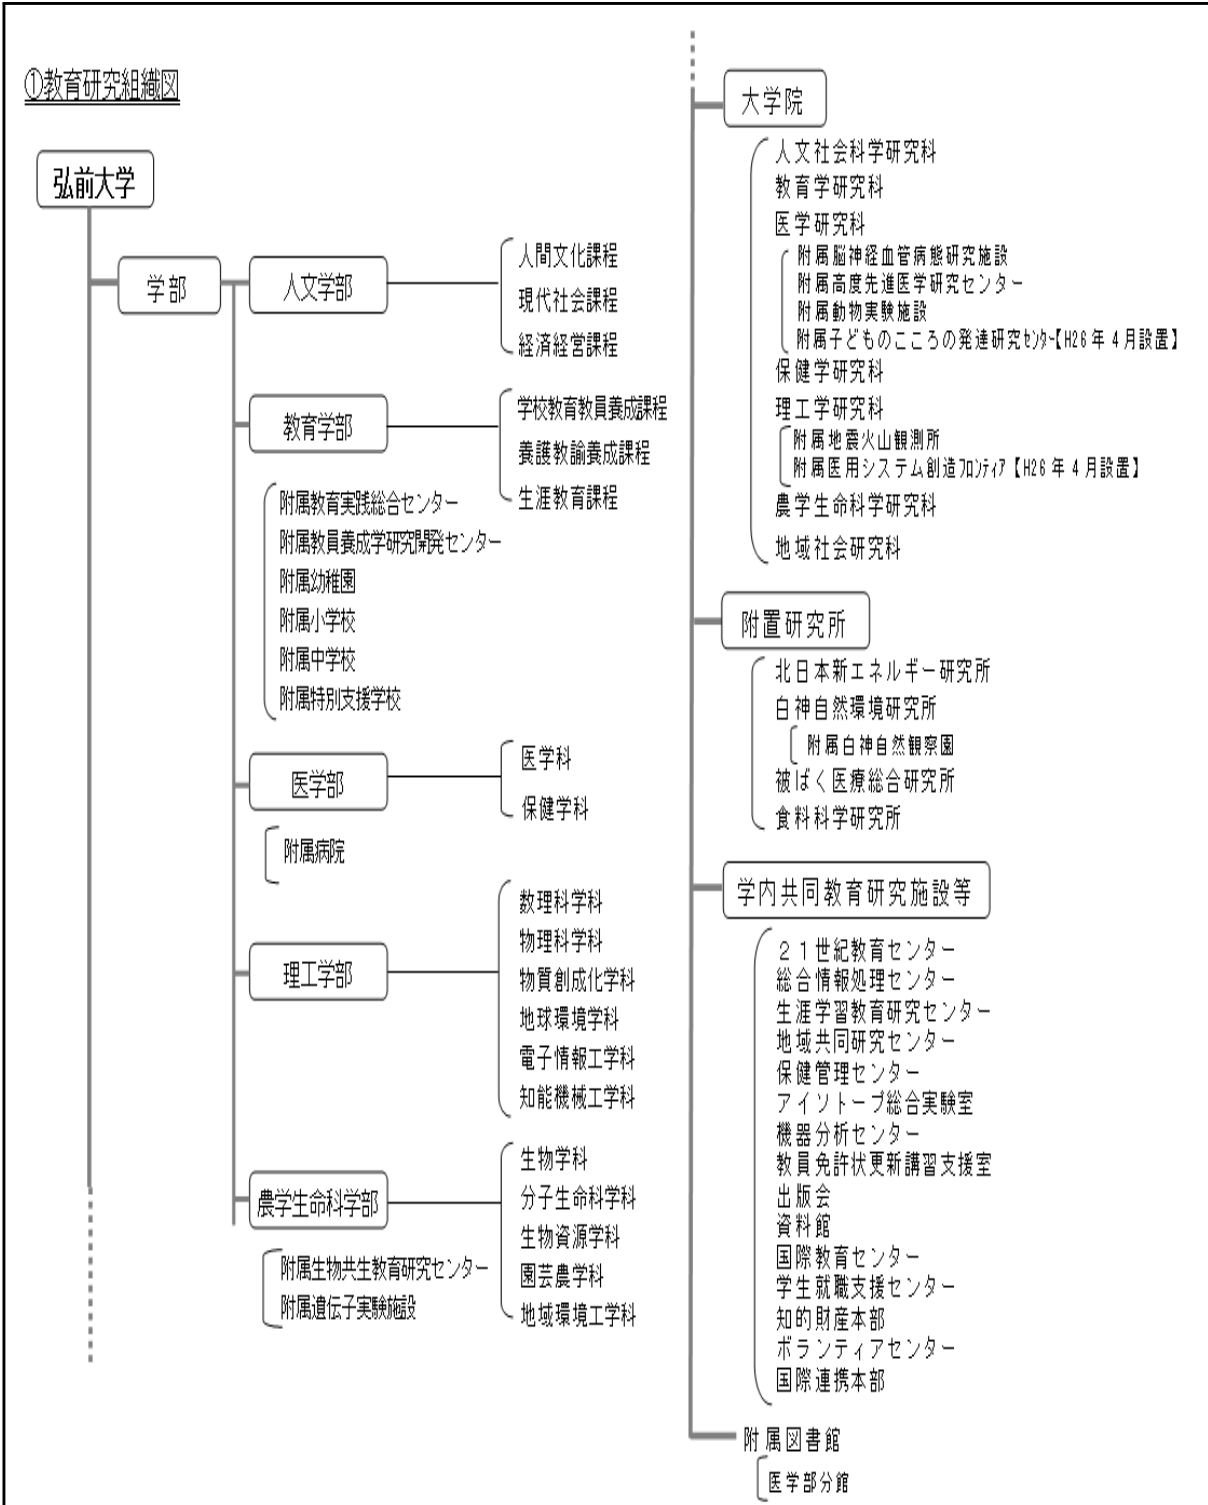 ①教育研究組織図
弘前大学
学部
人文学部
人間文化課程
現代社会課程
経済経営課程
教育学部
学校教育教員養成課程
養護教諭養成課程
生涯教育課程
附属教育実践総合センター
附属教員養成学研究開発センター
附属幼稚園
附属小学校
附属中学校
附属特別支援学校
医学部
医学科
保健学科
附属病院
理工学部
数理科学科
物理科学科
物質創成化学科
地球環境学科
電子情報工学科
知能機械工学科
農学生命科学部
生物学科
分子生命科学科
生物資源学科
園芸農学科
地域環境工学科
附属生物共生教育研究センター
附属遺伝子実験施設
大学院
人文社会科学研究科
教育学研究科
医学研究科
附属脳神経血管病態研究施設
附属高度先進医学研究センター
附属動物実験施設
附属子どものこころの発達研究センター【H26年4月設置】
保健学研究科
理工学研究科
附属地震火山観測所
附属医用システム創造フロンティア【H26年4月設置】
農学生命科学研究科
地域社会研究科
附置研究所
北日本新エネルギー研究所
白神自然環境研究所
附属白神自然観察園
被ばく医療総合研究所
食料科学研究所
学内共同教育研究施設等
２１世紀教育センター
総合情報処理センター
生涯学習教育研究センター
地域共同研究センター
保健管理センター
アイソトープ総合実験室
機器分析センター
教員免許状更新講習支援室
出版会
資料館
国際教育センター
学生就職支援センター
知的財産本部
ボランティアセンター
国際連携本部
附属図書館
医学部分館